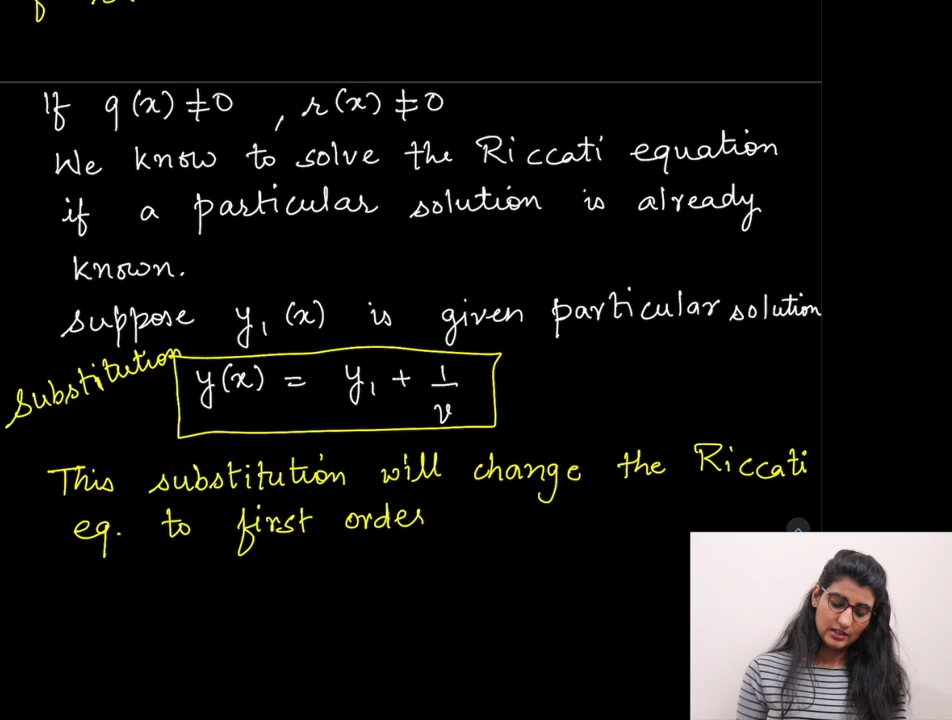 If q(x) ≠ 0 , r(x) ≠ 0
We know to solve the Riccati equation
if a particular solution is already
known.
Suppose y₁(x) is given particular solution
Substitution
y(x) = y₁ + 1/v
This substitution will change the Riccati
eq. to first order